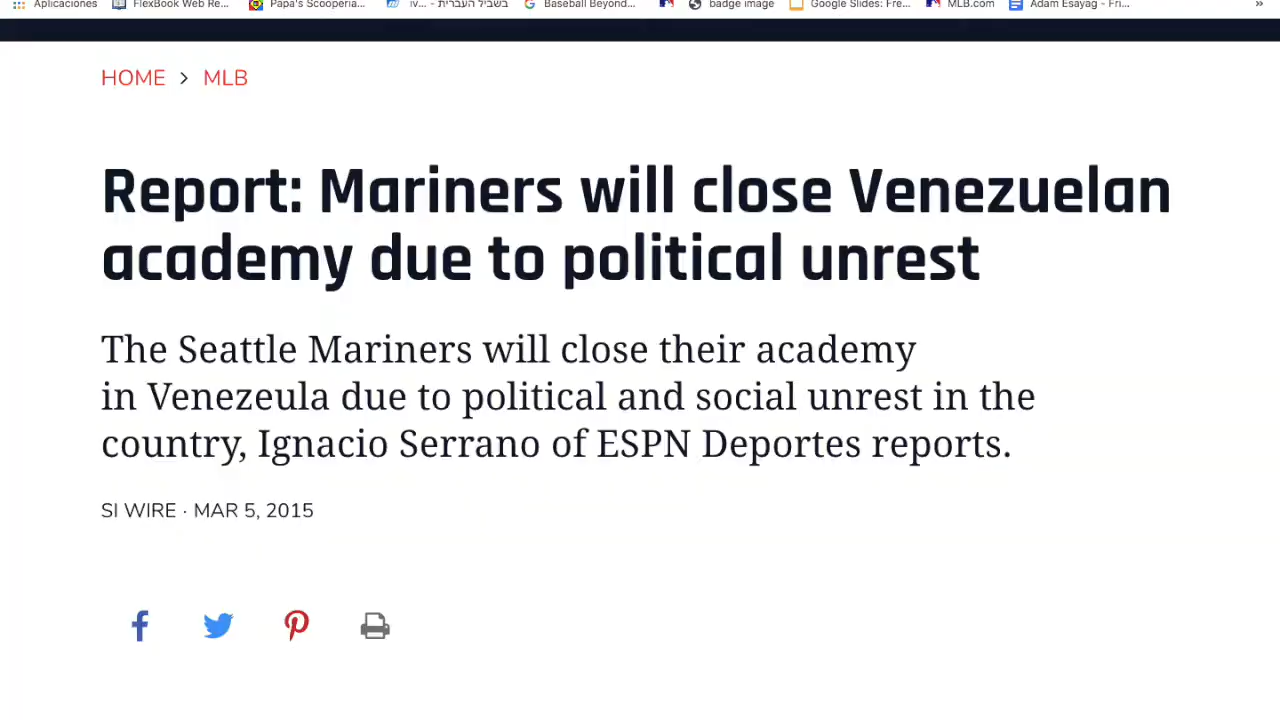 Aplicaciones FlexBook Web Re... Papa's Scooperia... iv... - בשביל העברית Baseball Beyond... badge image Google Slides: Fre... MLB.com Adam Esayag - Fri... »
HOME > MLB
Report: Mariners will close Venezuelan
academy due to political unrest
The Seattle Mariners will close their academy
in Venezeula due to political and social unrest in the
country, Ignacio Serrano of ESPN Deportes reports.
SI WIRE · MAR 5, 2015